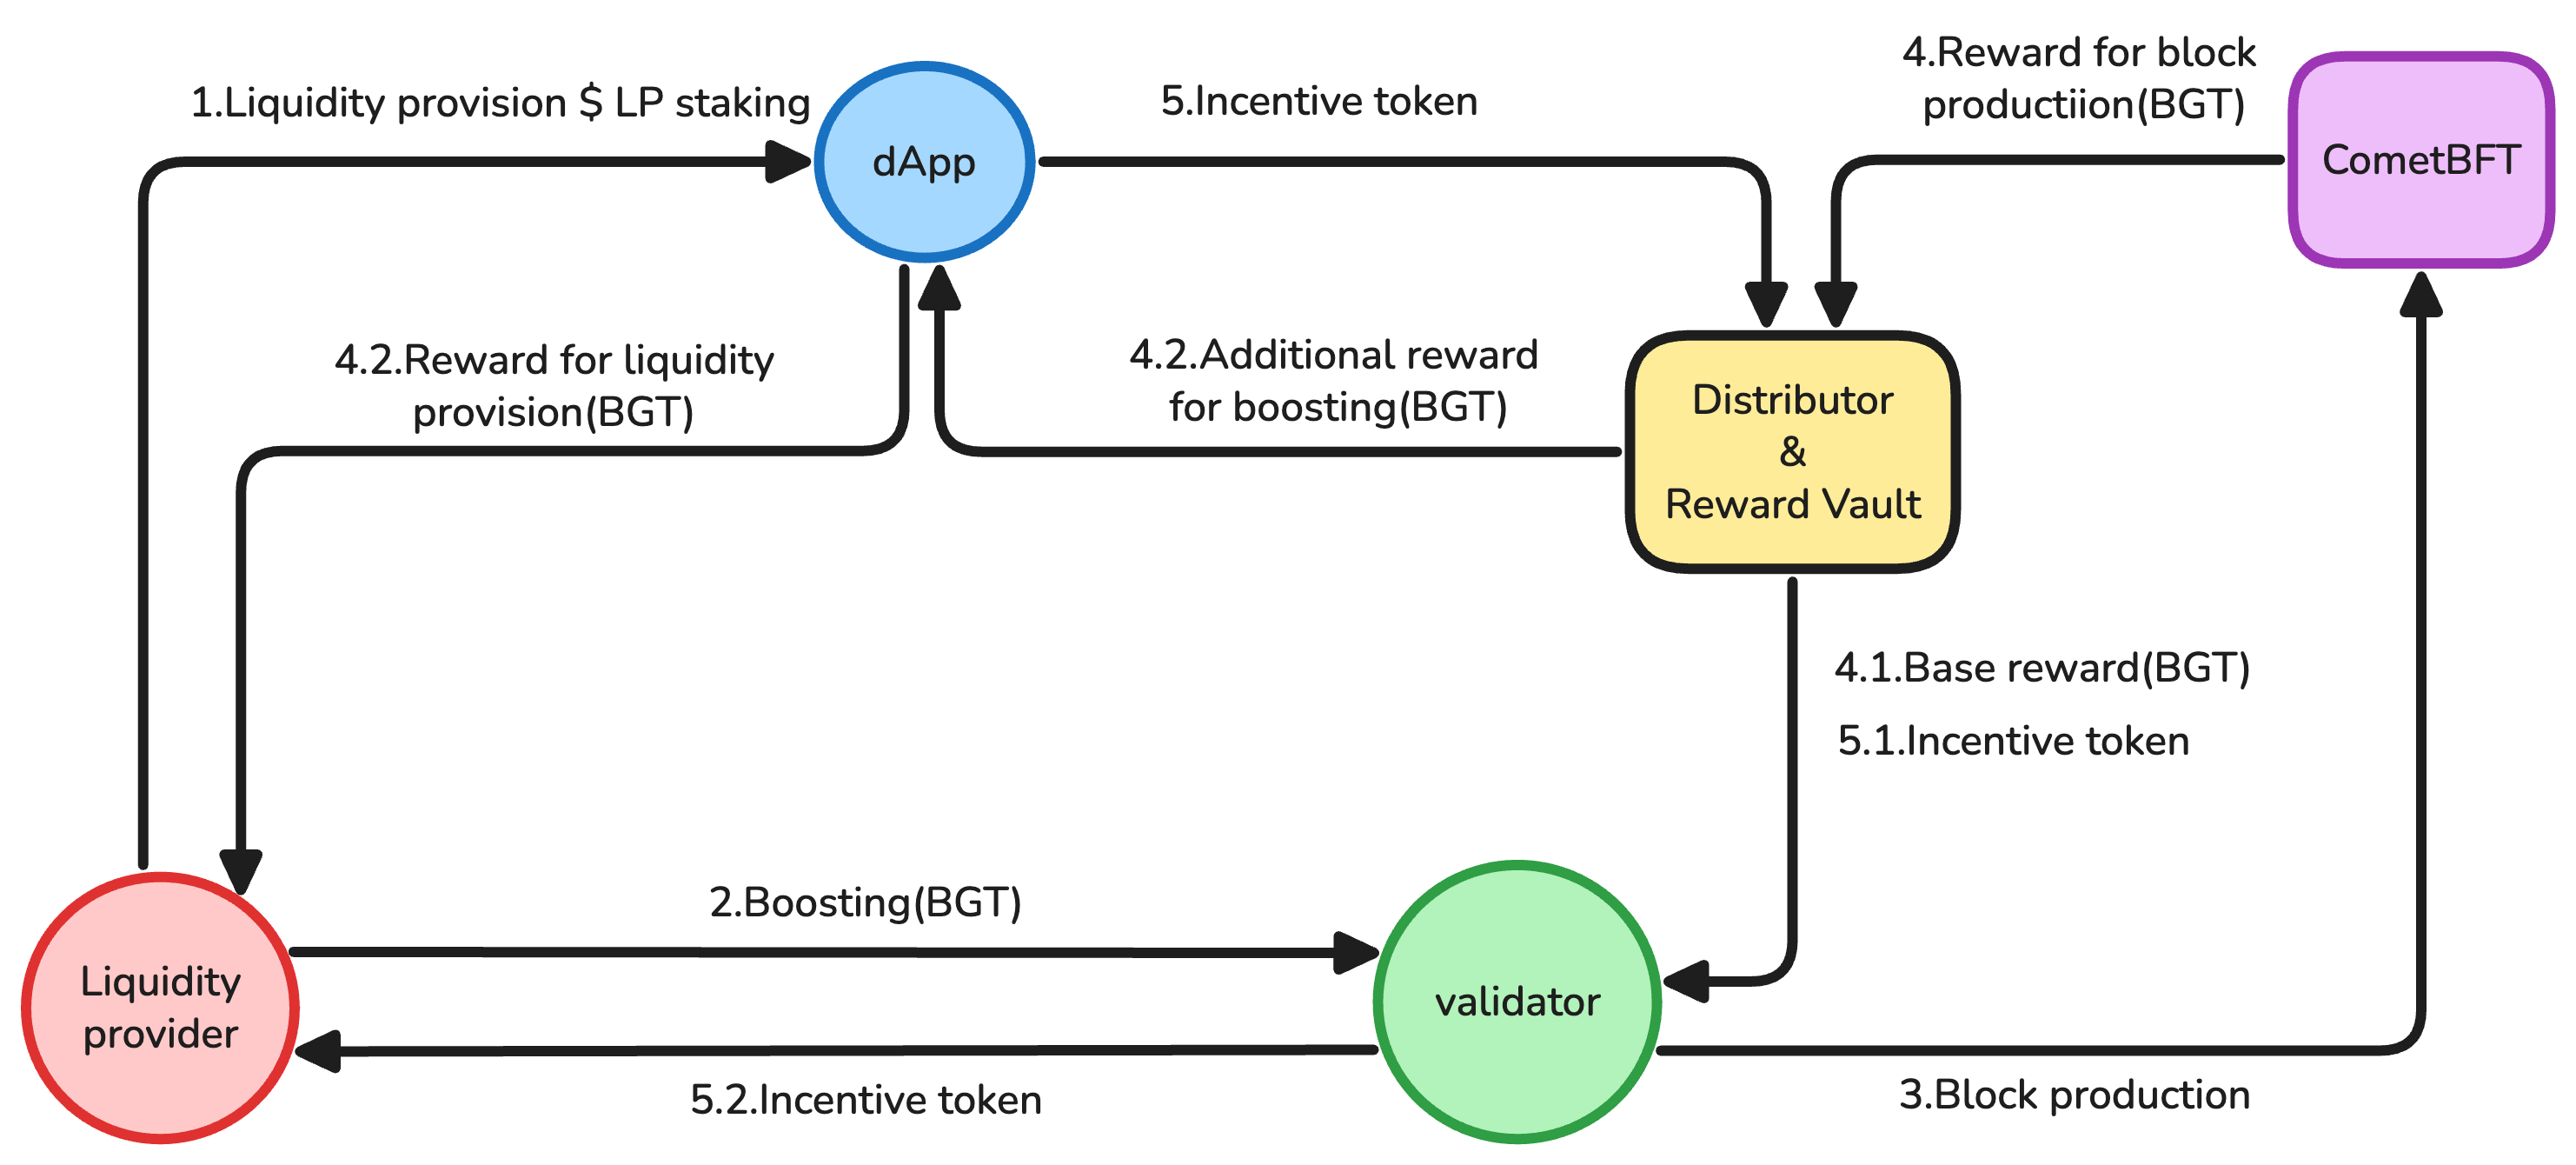 4.Reward for block
productiion(BGT)
1.Liquidity provision $ LP staking
5.Incentive token
dApp
CometBFT
4.2.Reward for liquidity
provision(BGT)
4.2.Additional reward
for boosting(BGT)
Distributor
&
Reward Vault
4.1.Base reward(BGT)
5.1.Incentive token
2.Boosting(BGT)
Liquidity
provider
validator
5.2.Incentive token
3.Block production